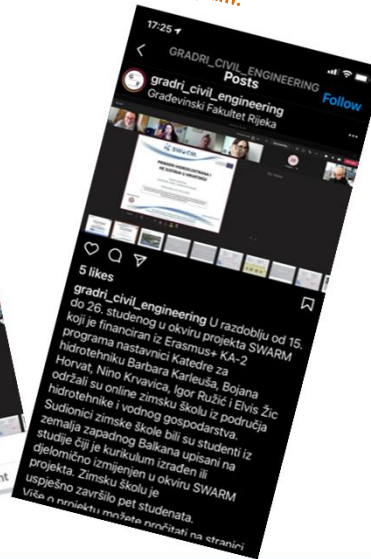 17:25
GRADRI_CIVIL_ENGINEERING
Posts
Follow
gradri_civil_engineering
Građevinski Fakultet Rijeka
SWARM
5 likes
gradri_civil_engineering U razdoblju od 15.
do 26. studenog u okviru projekta SWARM
koji je financiran iz Erasmus+ KA-2
programa nastavnici Katedre za
hidrotehniku Barbara Karleuša, Bojana
Horvat, Nino Krvavica, Igor Ružić i Elvis Žic
održali su online zimsku školu iz područja
hidrotehnike i vodnog gospodarstva.
Sudionici zimske škole bili su studenti iz
zemalja zapadnog Balkana upisani na
studije čiji je kurikulum izrađen ili
djelomično izmijenjen u okviru SWARM
projekta. Zimsku školu je
uspješno završilo pet studenata.
Više o projektu možete pročitati na stranici